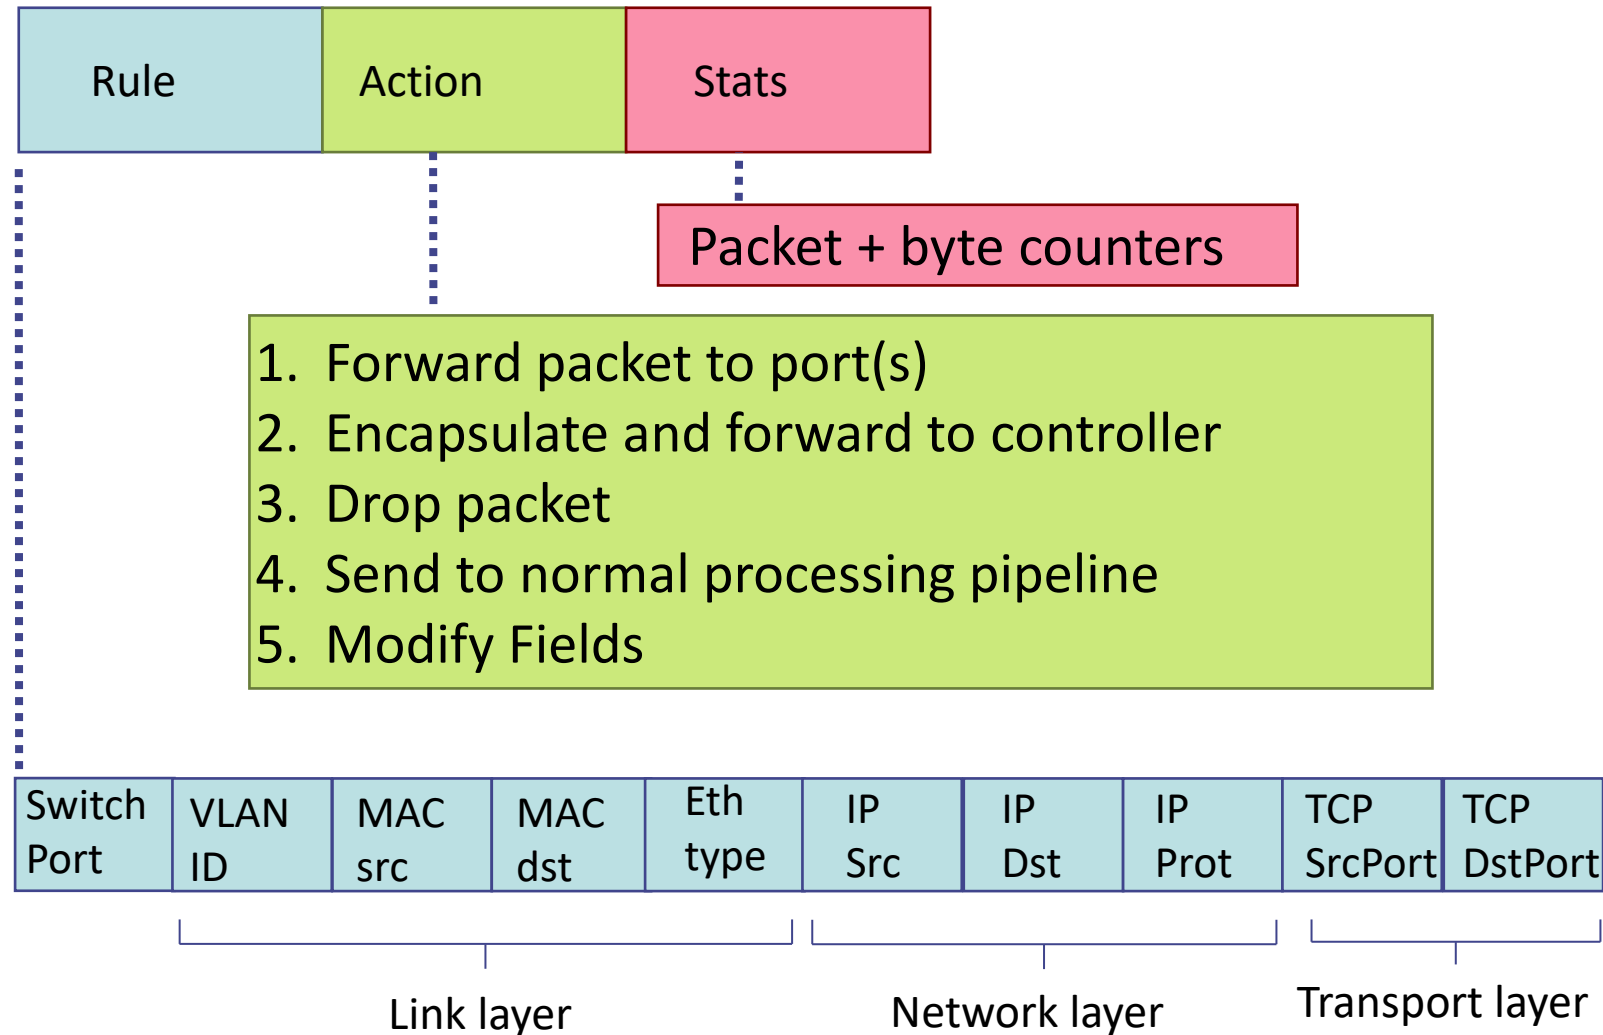 Rule Action Stats
Packet + byte counters
1. Forward packet to port(s)
2. Encapsulate and forward to controller
3. Drop packet
4. Send to normal processing pipeline
5. Modify Fields
Switch Port
VLAN ID
MAC src
MAC dst
Eth type
IP Src
IP Dst
IP Prot
TCP SrcPort
TCP DstPort
Link layer
Network layer
Transport layer